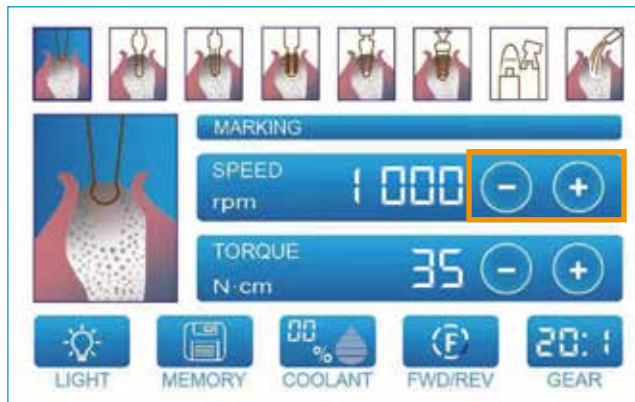 MARKING
SPEED
rpm
1000
- +
TORQUE
N·cm
35
- +
00
%
F
20:1
LIGHT MEMORY COOLANT FWD/REV GEAR